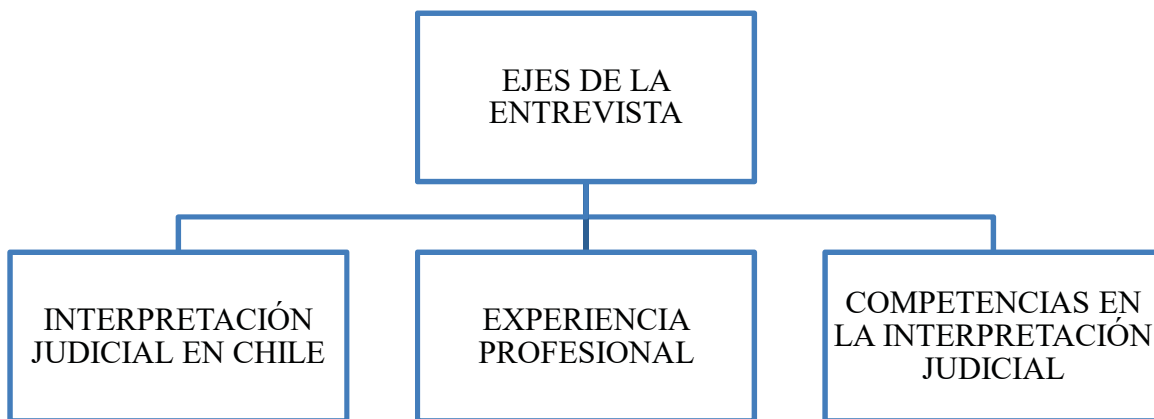 EJES DE LA
ENTREVISTA
INTERPRETACIÓN
JUDICIAL EN CHILE
EXPERIENCIA
PROFESIONAL
COMPETENCIAS EN
LA INTERPRETACIÓN
JUDICIAL